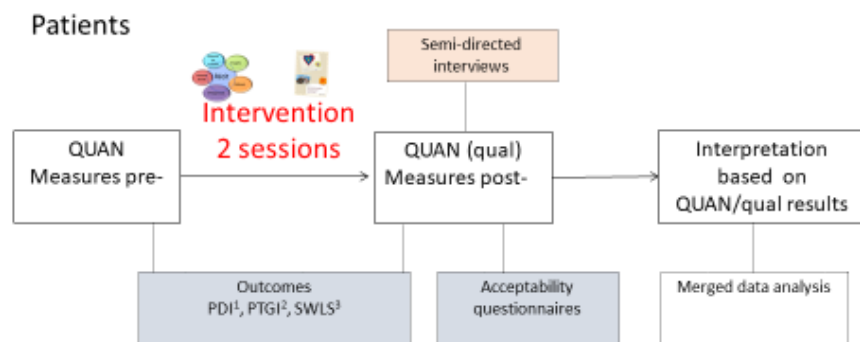 Patients
Semi-directed
interviews
Intervention
2 sessions
QUAN
Measures pre-
QUAN (qual)
Measures post-
Interpretation
based on
QUAN/qual results
Outcomes
PDI¹, PTGI², SWLS³
Acceptability
questionnaires
Merged data analysis